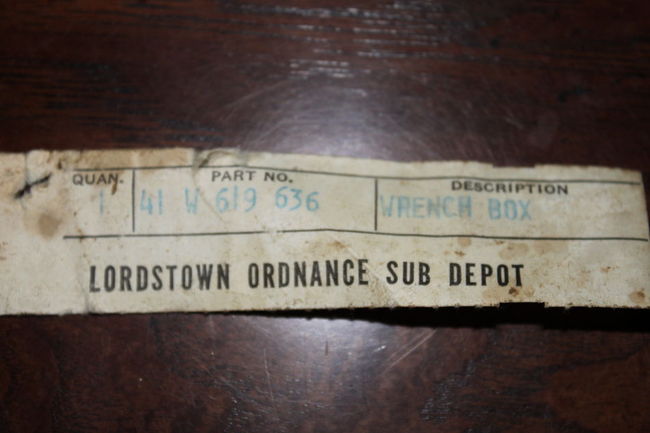 QUAN. PART NO. DESCRIPTION
1 41 W 619 636 WRENCH BOX
LORDSTOWN ORDNANCE SUB DEPOT